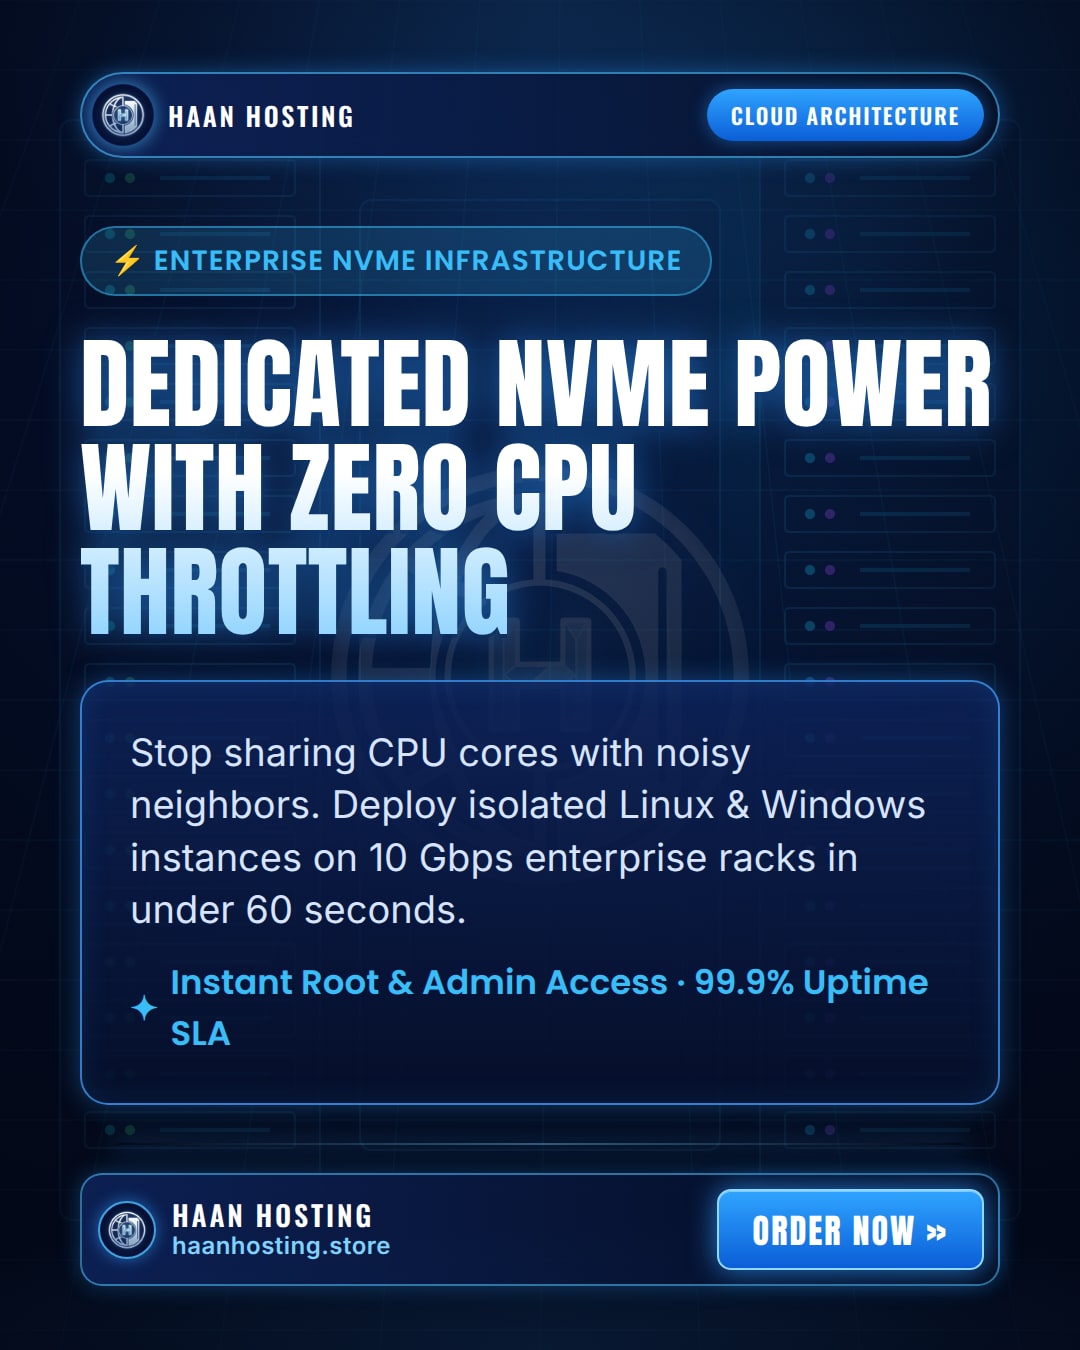 HAAN HOSTING
CLOUD ARCHITECTURE
⚡ ENTERPRISE NVME INFRASTRUCTURE
DEDICATED NVME POWER
WITH ZERO CPU
THROTTLING
Stop sharing CPU cores with noisy
neighbors. Deploy isolated Linux & Windows
instances on 10 Gbps enterprise racks in
under 60 seconds.
✦ Instant Root & Admin Access · 99.9% Uptime
SLA
HAAN HOSTING
haanhosting.store
ORDER NOW »